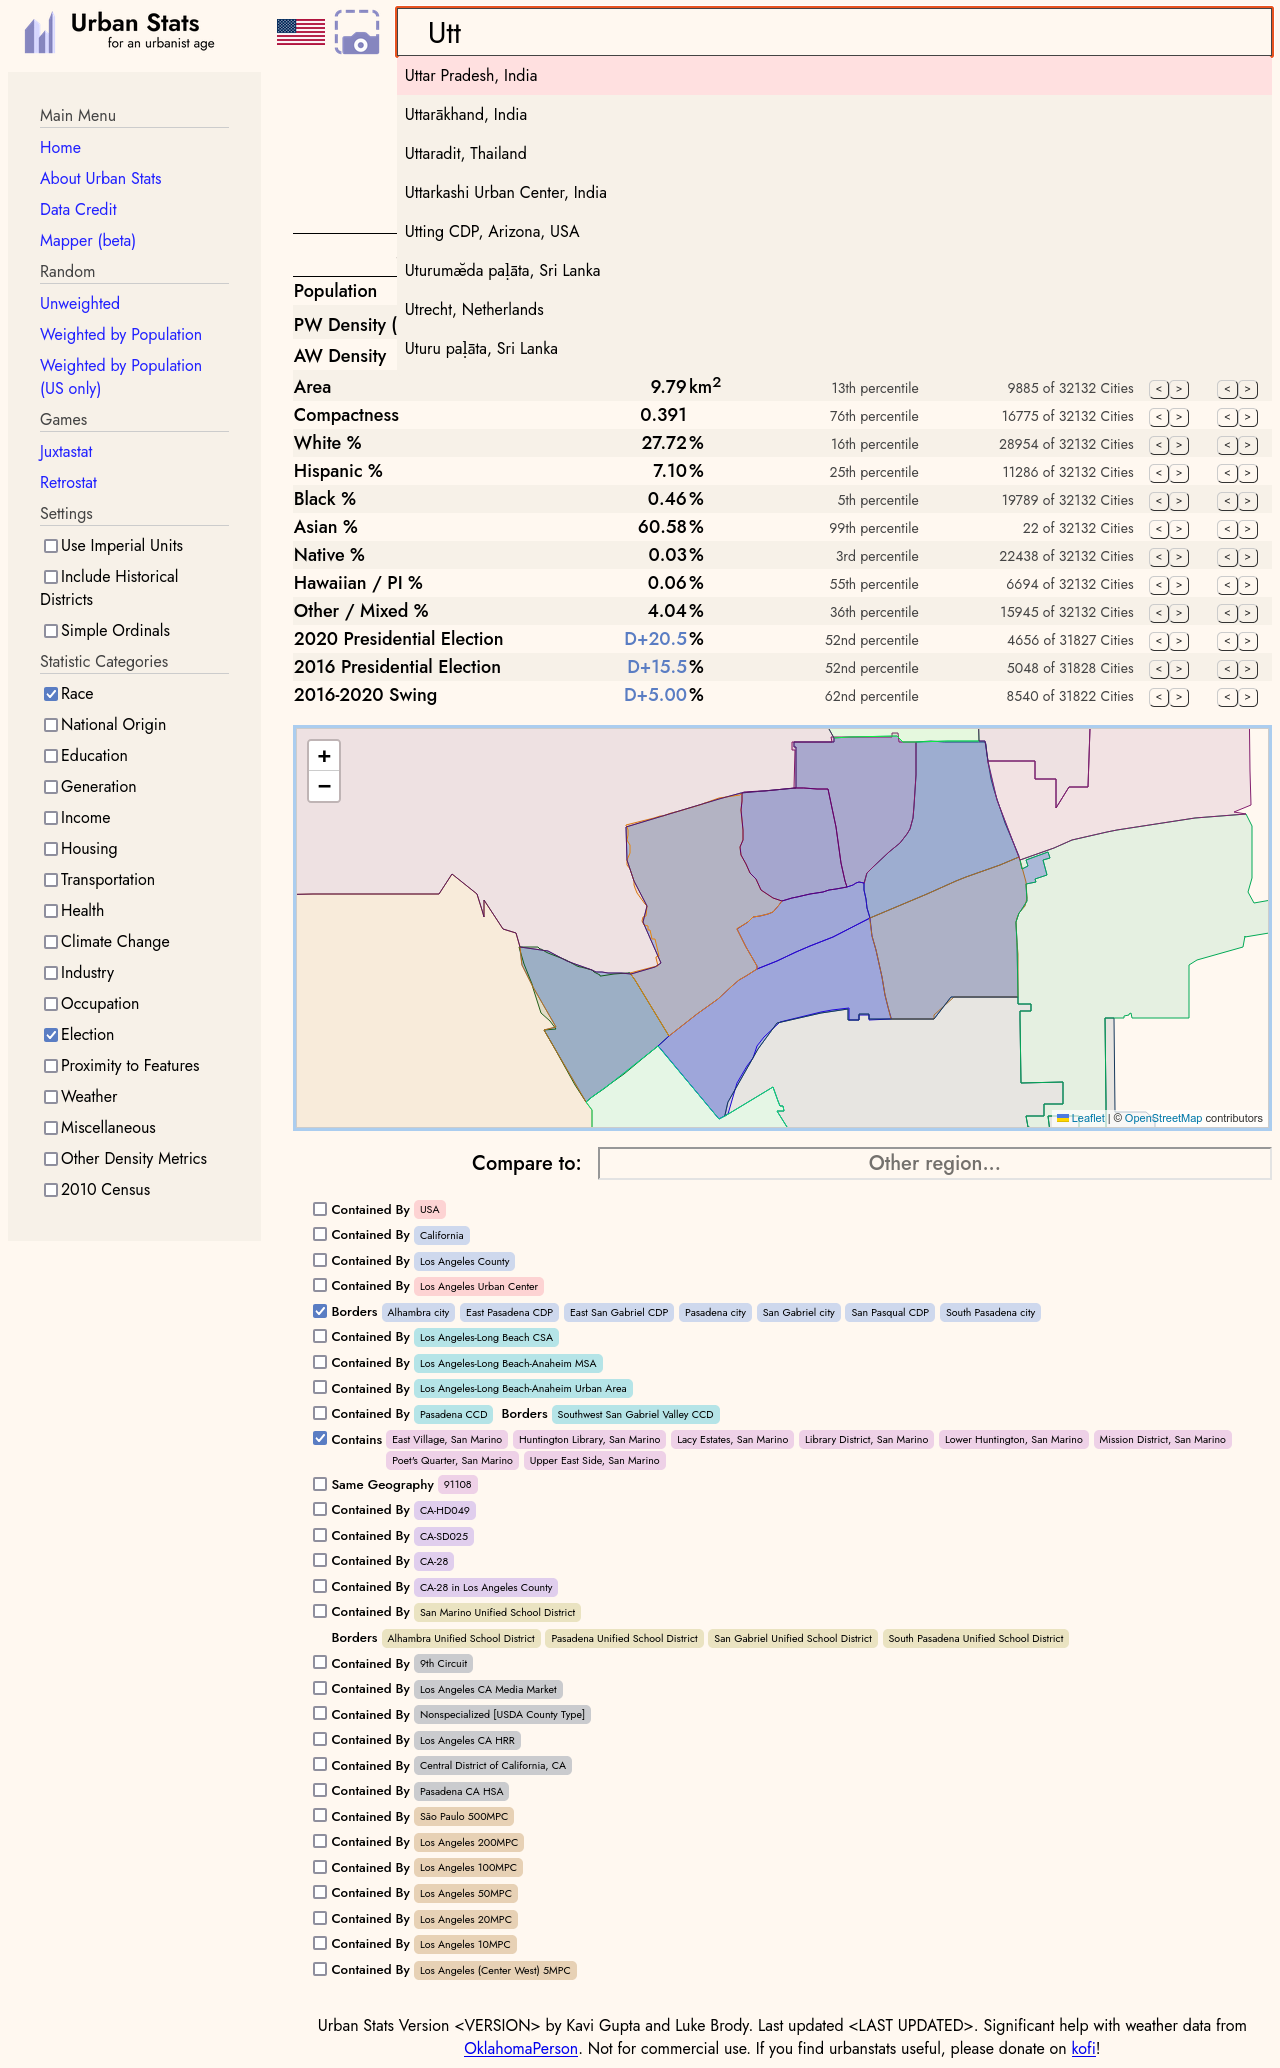 Urban Stats
for an urbanist age
Utt
Uttar Pradesh, India
Uttarākhand, India
Uttaradit, Thailand
Uttarkashi Urban Center, India
Utting CDP, Arizona, USA
Uturumæ̆da paḷāta, Sri Lanka
Utrecht, Netherlands
Uturu paḷāta, Sri Lanka
Main Menu
Home
About Urban Stats
Data Credit
Mapper (beta)
Random
Unweighted
Weighted by Population
Weighted by Population
(US only)
Games
Juxtastat
Retrostat
Settings
Use Imperial Units
Include Historical
Districts
Simple Ordinals
Statistic Categories
Race
National Origin
Education
Generation
Income
Housing
Transportation
Health
Climate Change
Industry
Occupation
Election
Proximity to Features
Weather
Miscellaneous
Other Density Metrics
2010 Census
Population
PW Density (
AW Density
Area 9.79 km² 13th percentile 9885 of 32132 Cities < > < >
Compactness 0.391 76th percentile 16775 of 32132 Cities < > < >
White % 27.72 % 16th percentile 28954 of 32132 Cities < > < >
Hispanic % 7.10 % 25th percentile 11286 of 32132 Cities < > < >
Black % 0.46 % 5th percentile 19789 of 32132 Cities < > < >
Asian % 60.58 % 99th percentile 22 of 32132 Cities < > < >
Native % 0.03 % 3rd percentile 22438 of 32132 Cities < > < >
Hawaiian / PI % 0.06 % 55th percentile 6694 of 32132 Cities < > < >
Other / Mixed % 4.04 % 36th percentile 15945 of 32132 Cities < > < >
2020 Presidential Election D+20.5 % 52nd percentile 4656 of 31827 Cities < > < >
2016 Presidential Election D+15.5 % 52nd percentile 5048 of 31828 Cities < > < >
2016-2020 Swing D+5.00 % 62nd percentile 8540 of 31822 Cities < > < >
+
−
Leaflet | © OpenStreetMap contributors
Compare to: Other region...
Contained By USA
Contained By California
Contained By Los Angeles County
Contained By Los Angeles Urban Center
Borders Alhambra city East Pasadena CDP East San Gabriel CDP Pasadena city San Gabriel city San Pasqual CDP South Pasadena city
Contained By Los Angeles-Long Beach CSA
Contained By Los Angeles-Long Beach-Anaheim MSA
Contained By Los Angeles-Long Beach-Anaheim Urban Area
Contained By Pasadena CCD Borders Southwest San Gabriel Valley CCD
Contains East Village, San Marino Huntington Library, San Marino Lacy Estates, San Marino Library District, San Marino Lower Huntington, San Marino Mission District, San Marino
Poet's Quarter, San Marino Upper East Side, San Marino
Same Geography 91108
Contained By CA-HD049
Contained By CA-SD025
Contained By CA-28
Contained By CA-28 in Los Angeles County
Contained By San Marino Unified School District
Borders Alhambra Unified School District Pasadena Unified School District San Gabriel Unified School District South Pasadena Unified School District
Contained By 9th Circuit
Contained By Los Angeles CA Media Market
Contained By Nonspecialized [USDA County Type]
Contained By Los Angeles CA HRR
Contained By Central District of California, CA
Contained By Pasadena CA HSA
Contained By São Paulo 500MPC
Contained By Los Angeles 200MPC
Contained By Los Angeles 100MPC
Contained By Los Angeles 50MPC
Contained By Los Angeles 20MPC
Contained By Los Angeles 10MPC
Contained By Los Angeles (Center West) 5MPC
Urban Stats Version <VERSION> by Kavi Gupta and Luke Brody. Last updated <LAST UPDATED>. Significant help with weather data from
OklahomaPerson. Not for commercial use. If you find urbanstats useful, please donate on kofi!